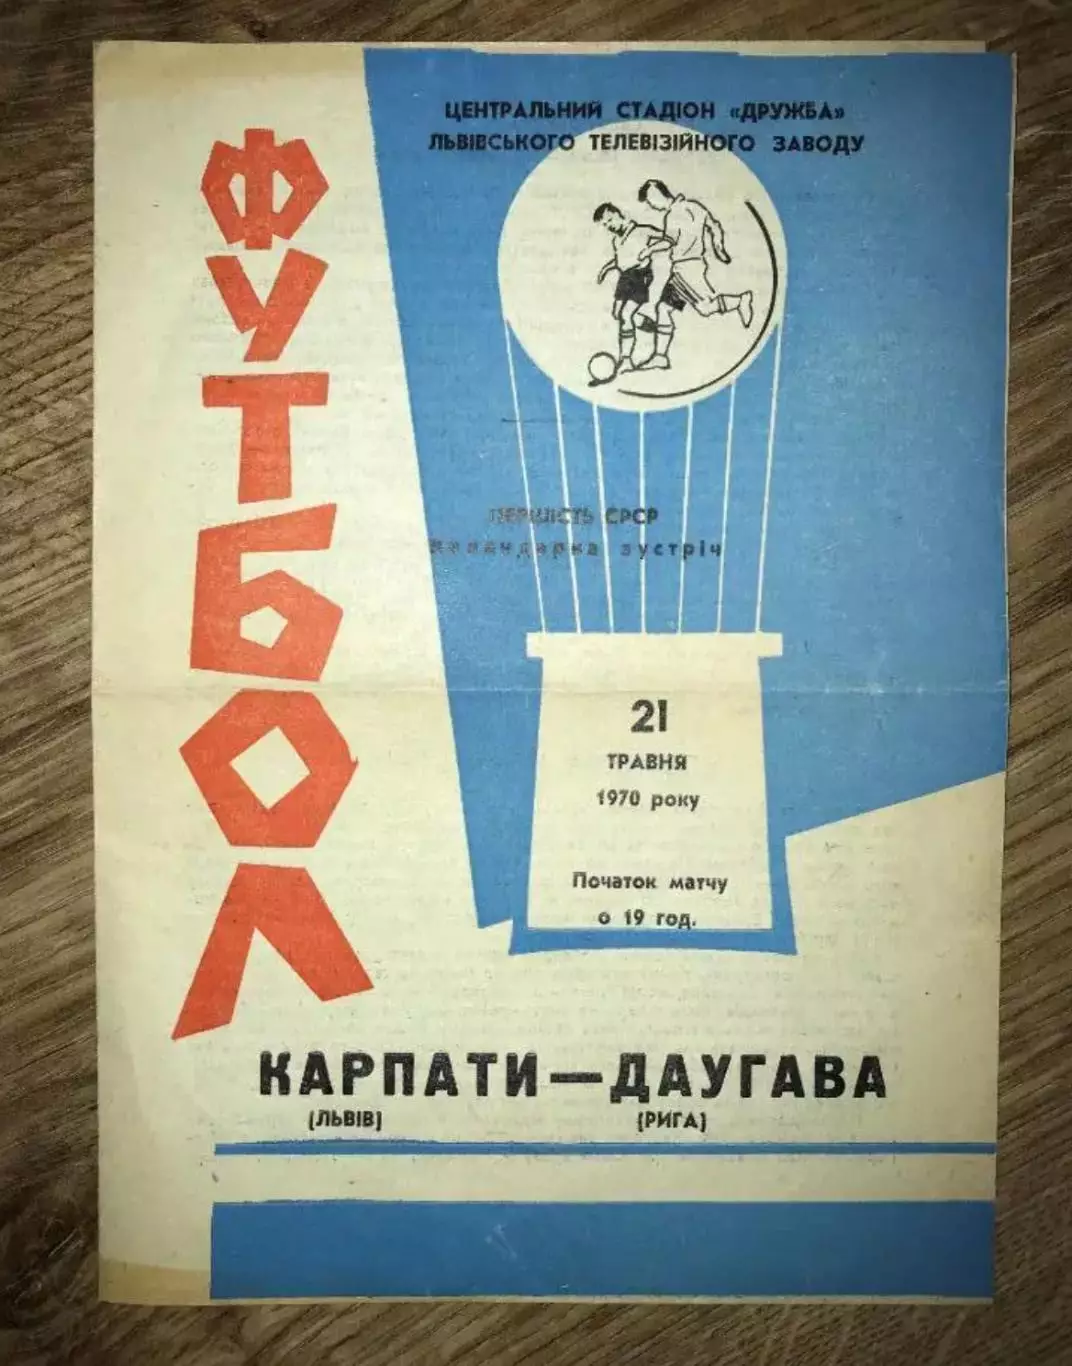 ЦЕНТРАЛЬНИЙ СТАДІОН «ДРУЖБА»
ЛЬВІВСЬКОГО ТЕЛЕВІЗІЙНОГО ЗАВОДУ
ФУТБОЛ
ПЕРШІСТЬ СРСР
зустріч
21
ТРАВНЯ
1970 року
Початок матчу
о 19 год.
КАРПАТИ—ДАУГАВА
(ЛЬВІВ) (РИГА)